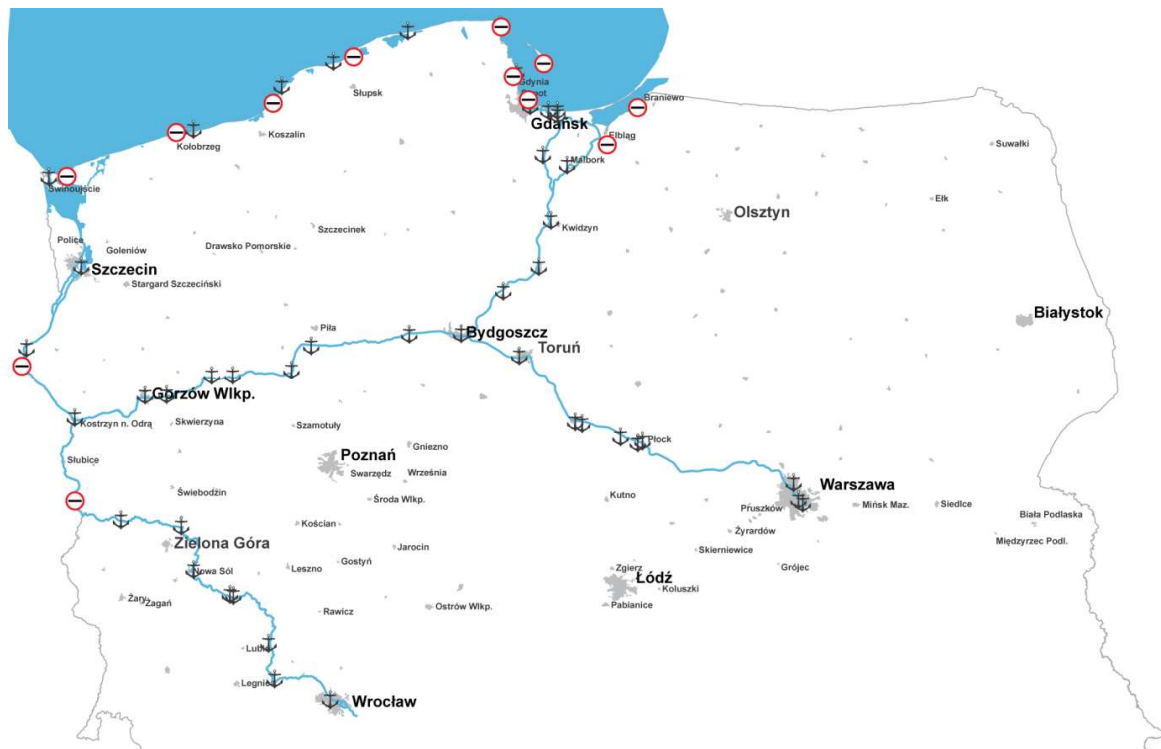 Gdynia
Braniewo
Słupsk
Gdańsk
Koszalin
Elbląg
Kołobrzeg
Suwałki
Malbork
Świnoujście
Ełk
Olsztyn
Szczecinek
Kwidzyn
Police
Goleniów
Drawsko Pomorskie
Szczecin
Stargard Szczeciński
Białystok
Piła
Bydgoszcz
Toruń
Gorzów Wlkp.
Kostrzyn n. Odrą
Skwierzyna
Szamotuły
Płock
Gniezno
Poznań
Słubice
Swarzędz
Września
Warszawa
Świebodzin
Środa Wlkp.
Kutno
Pruszków
Mińsk Maz.
Siedlce
Kościan
Biała Podlaska
Żyrardów
Międzyrzec Podl.
Zielona Góra
Jarocin
Skierniewice
Gostyń
Leszno
Nowa Sól
Zgierz
Grójec
Łódź
Koluszki
Żary
Żagań
Rawicz
Ostrów Wlkp.
Pabianice
Wrocław